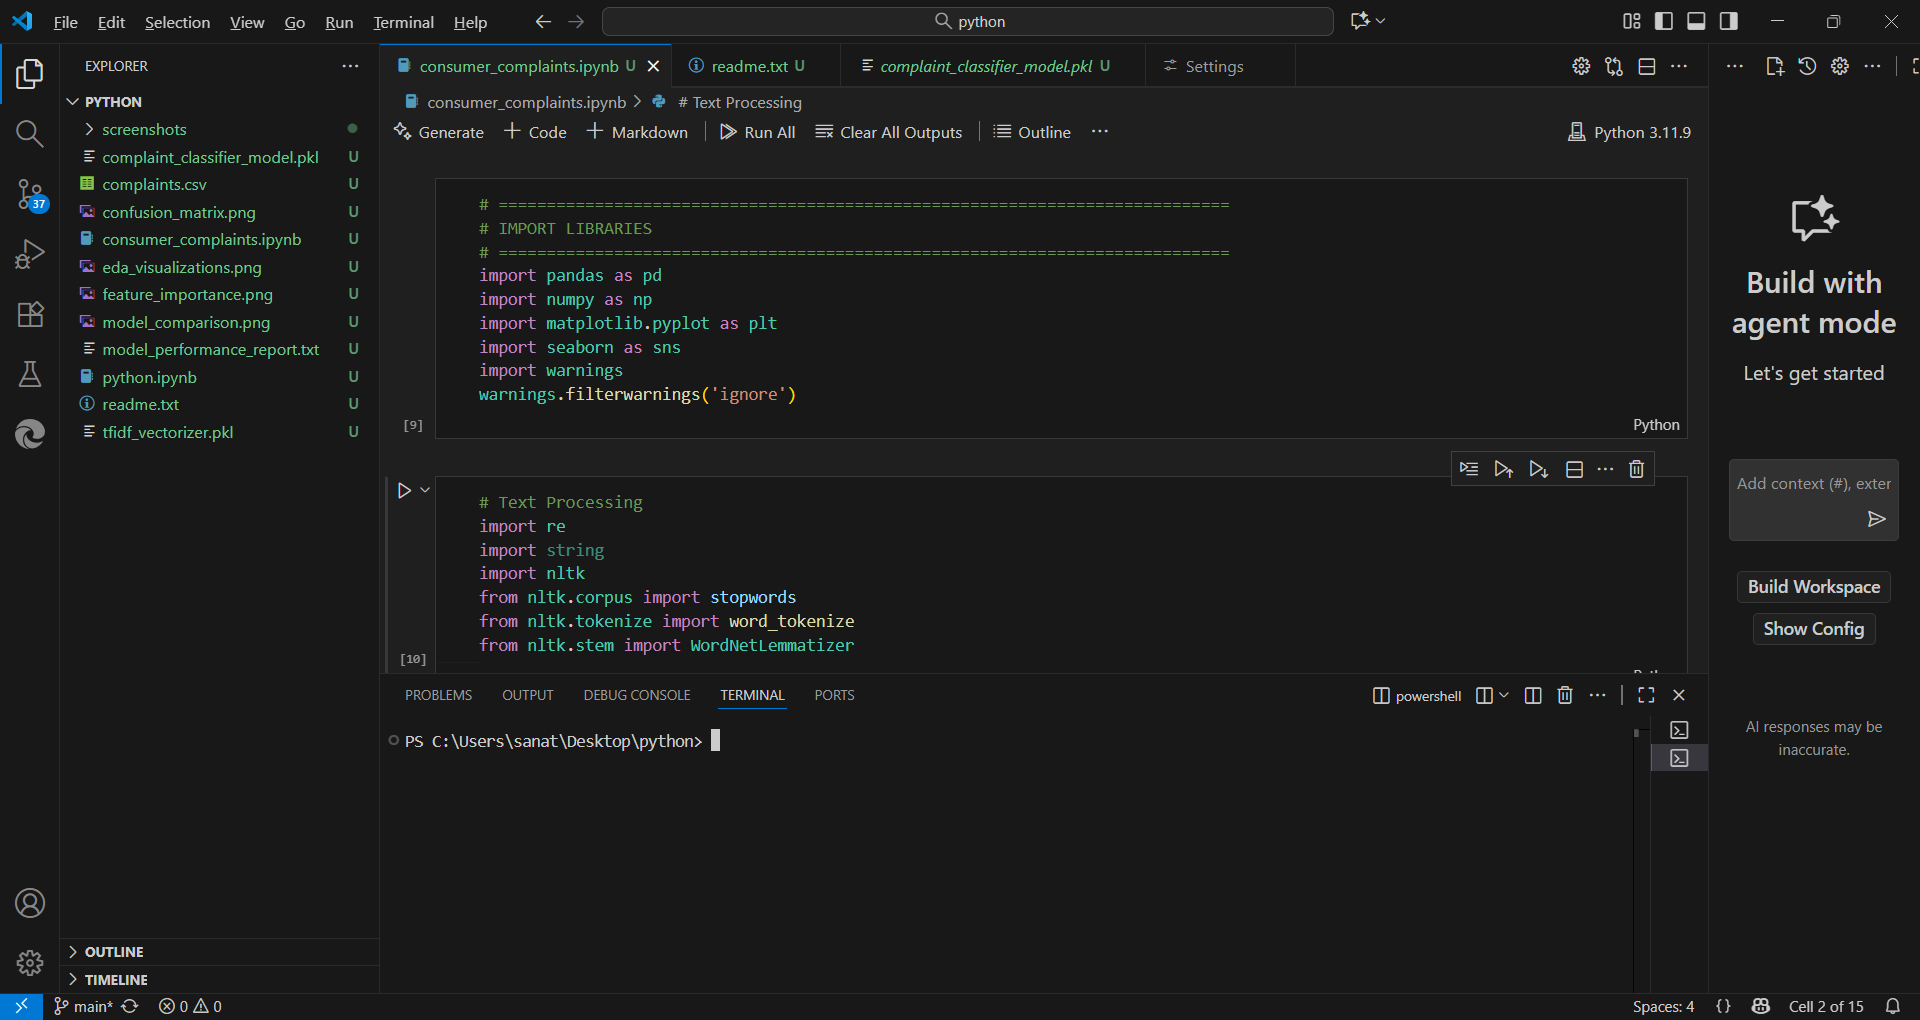 File Edit Selection View Go Run Terminal Help
python
EXPLORER
PYTHON
screenshots
complaint_classifier_model.pkl U
complaints.csv U
confusion_matrix.png U
consumer_complaints.ipynb U
eda_visualizations.png U
feature_importance.png U
model_comparison.png U
model_performance_report.txt U
python.ipynb U
readme.txt U
tfidf_vectorizer.pkl U
37
OUTLINE
TIMELINE
consumer_complaints.ipynb U
readme.txt U
complaint_classifier_model.pkl U
Settings
consumer_complaints.ipynb > # Text Processing
Generate + Code + Markdown Run All Clear All Outputs Outline
Python 3.11.9
# ============================================================================
# IMPORT LIBRARIES
# ============================================================================
import pandas as pd
import numpy as np
import matplotlib.pyplot as plt
import seaborn as sns
import warnings
warnings.filterwarnings('ignore')
[9]
Python
# Text Processing
import re
import string
import nltk
from nltk.corpus import stopwords
from nltk.tokenize import word_tokenize
from nltk.stem import WordNetLemmatizer
[10]
PROBLEMS OUTPUT DEBUG CONSOLE TERMINAL PORTS
powershell
PS C:\Users\sanat\Desktop\python>
Build with
agent mode
Let's get started
Add context (#), exter
Build Workspace
Show Config
AI responses may be
inaccurate.
main* 0 0
Spaces: 4 {} Cell 2 of 15